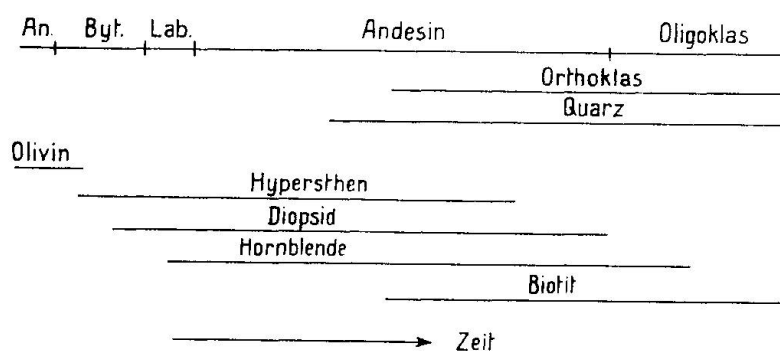 An. Byt. Lab. Andesin Oligoklas
Orthoklas
Quarz
Olivin
Hypersthen
Diopsid
Hornblende
Biotit
Zeit